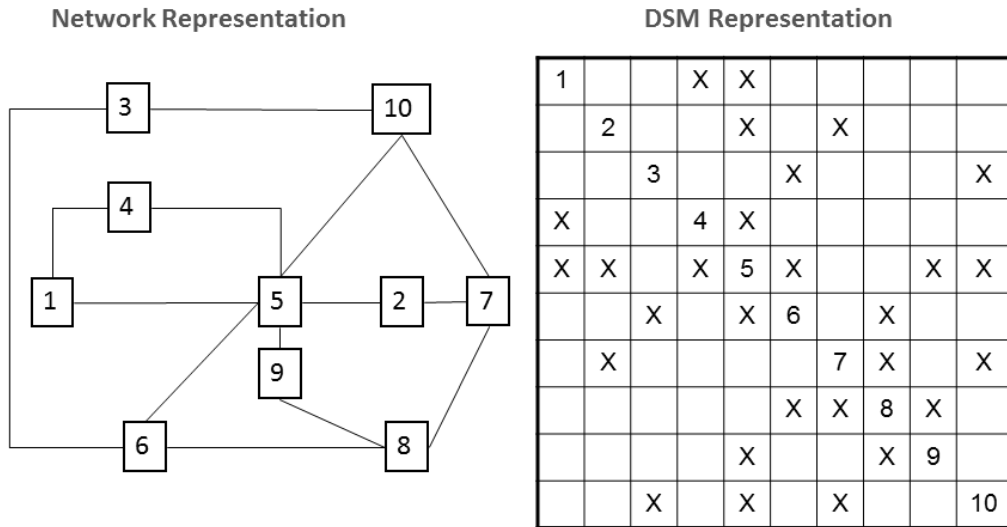 Network Representation
DSM Representation
3
10
4
1
5
2
7
9
6
8
1 X X
2 X X
3 X X
X 4 X
X X X 5 X X X
X X 6 X
X 7 X X
X X 8 X
X X 9
X X X 10